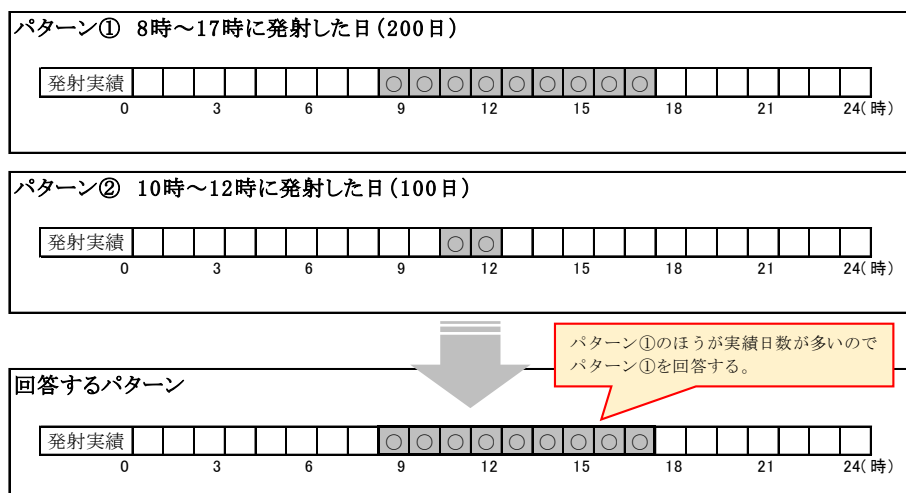 パターン① 8時～17時に発射した日(200日)
発射実績 ○ ○ ○ ○ ○ ○ ○ ○ ○
0 3 6 9 12 15 18 21 24(時)
パターン② 10時～12時に発射した日(100日)
発射実績 ○ ○
0 3 6 9 12 15 18 21 24(時)
パターン①のほうが実績日数が多いので
パターン①を回答する。
回答するパターン
発射実績 ○ ○ ○ ○ ○ ○ ○ ○ ○
0 3 6 9 12 15 18 21 24(時)